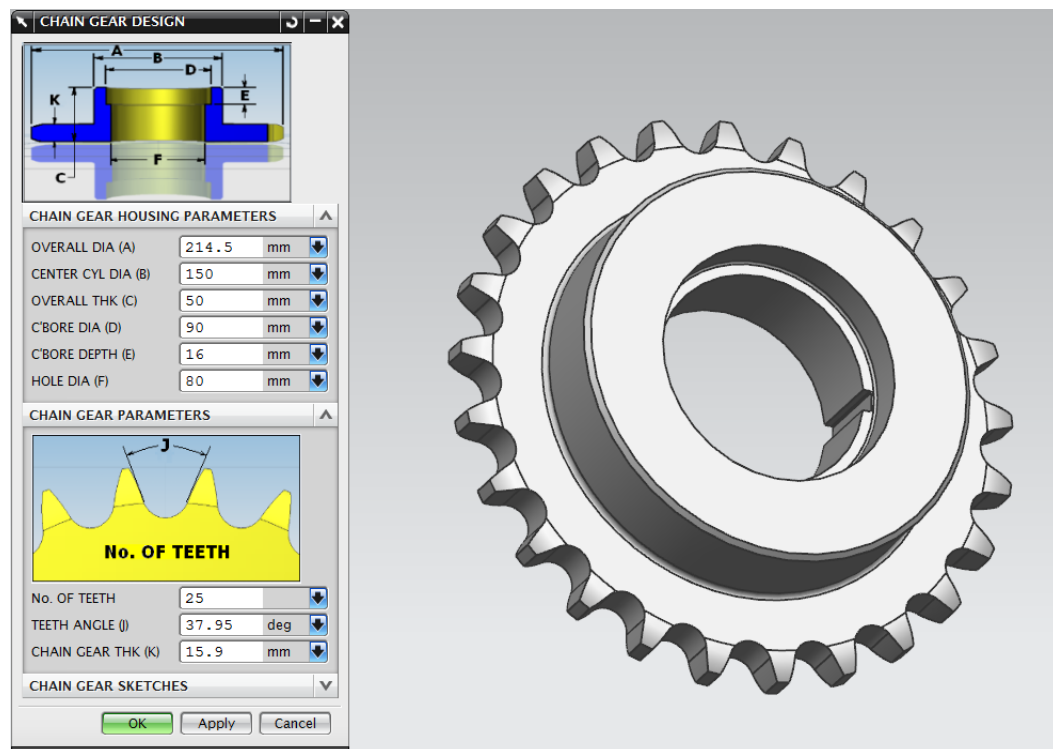 CHAIN GEAR DESIGN
A
B
D
K
E
F
C
CHAIN GEAR HOUSING PARAMETERS
OVERALL DIA (A) 214.5 mm
CENTER CYL DIA (B) 150 mm
OVERALL THK (C) 50 mm
C'BORE DIA (D) 90 mm
C'BORE DEPTH (E) 16 mm
HOLE DIA (F) 80 mm
CHAIN GEAR PARAMETERS
J
No. OF TEETH
No. OF TEETH 25
TEETH ANGLE (J) 37.95 deg
CHAIN GEAR THK (K) 15.9 mm
CHAIN GEAR SKETCHES
OK Apply Cancel